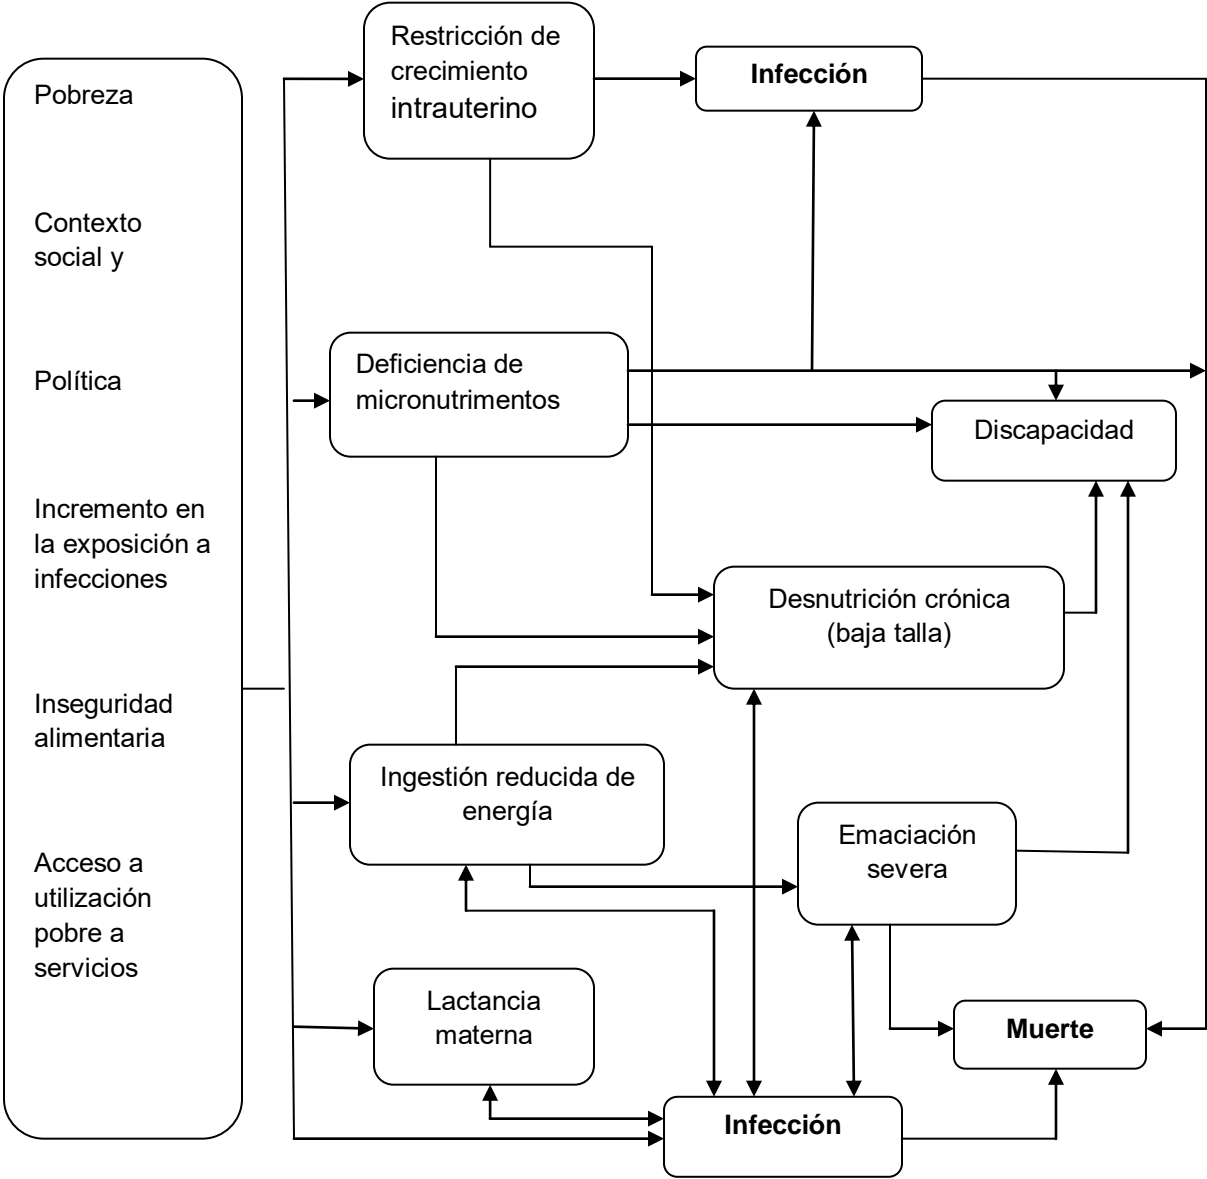 Pobreza
Contexto
social y
Política
Incremento en
la exposición a
infecciones
Inseguridad
alimentaria
Acceso a
utilización
pobre a
servicios
Restricción de
crecimiento
intrauterino
Infección
Deficiencia de
micronutrimentos
Discapacidad
Desnutrición crónica
(baja talla)
Ingestión reducida de
energía
Emaciación
severa
Lactancia
materna
Muerte
Infección